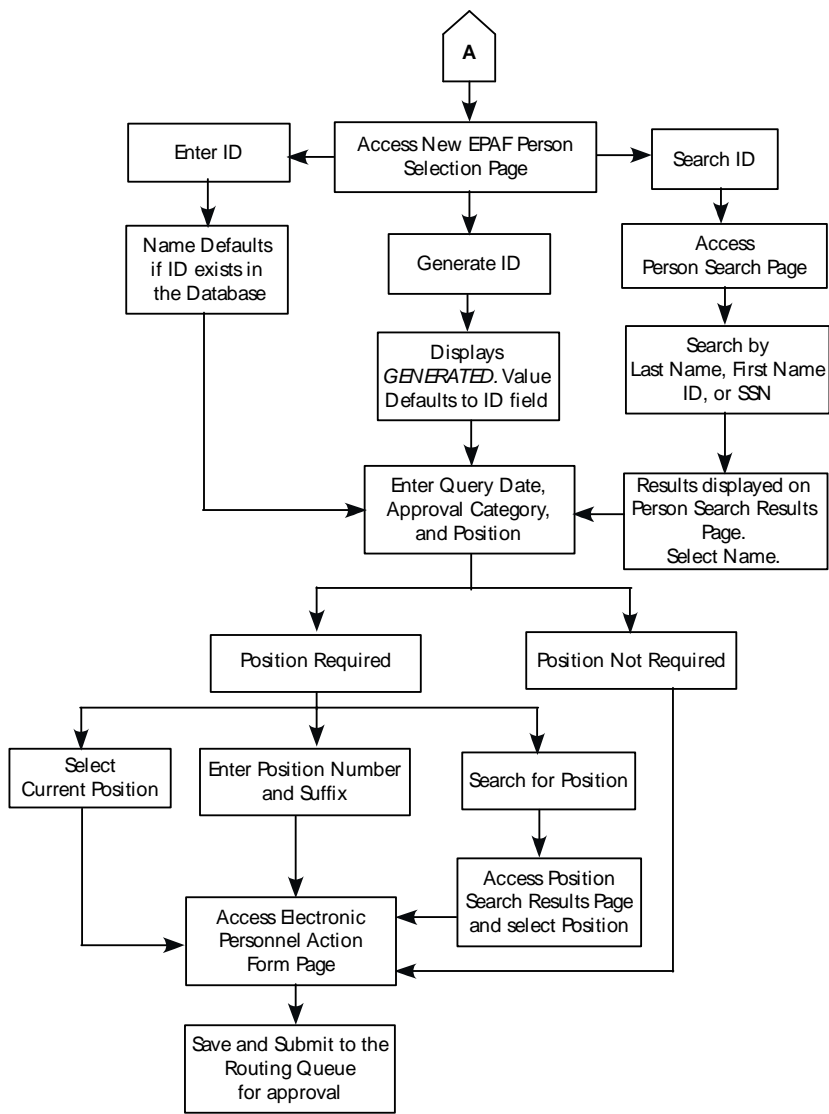 A
Access New EPAF Person
Selection Page
Enter ID
Search ID
Name Defaults
if ID exists in
the Database
Generate ID
Access
Person Search Page
Displays
GENERATED. Value
Defaults to ID field
Search by
Last Name, First Name
ID, or SSN
Enter Query Date,
Approval Category,
and Position
Results displayed on
Person Search Results
Page.
Select Name.
Position Required
Position Not Required
Select
Current Position
Enter Position Number
and Suffix
Search for Position
Access Position
Search Results Page
and select Position
Access Electronic
Personnel Action
Form Page
Save and Submit to the
Routing Queue
for approval